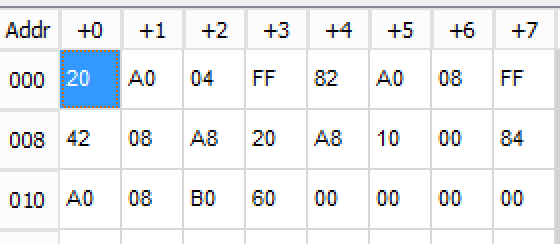 Addr +0 +1 +2 +3 +4 +5 +6 +7
000 20 A0 04 FF 82 A0 08 FF
008 42 08 A8 20 A8 10 00 84
010 A0 08 B0 60 00 00 00 00